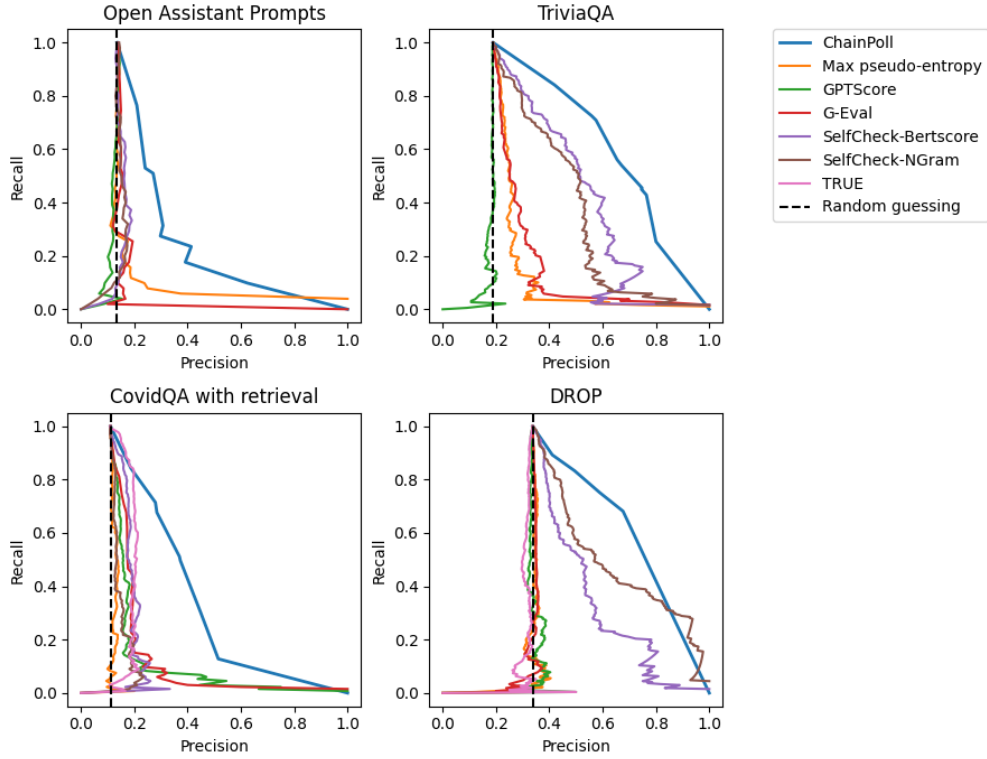 Open Assistant Prompts
1.0
0.8
0.6
0.4
0.2
0.0
Recall
0.0 0.2 0.4 0.6 0.8 1.0
Precision
TriviaQA
1.0
0.8
0.6
0.4
0.2
0.0
Recall
0.0 0.2 0.4 0.6 0.8 1.0
Precision
ChainPoll
Max pseudo-entropy
GPTScore
G-Eval
SelfCheck-Bertscore
SelfCheck-NGram
TRUE
Random guessing
CovidQA with retrieval
1.0
0.8
0.6
0.4
0.2
0.0
Recall
0.0 0.2 0.4 0.6 0.8 1.0
Precision
DROP
1.0
0.8
0.6
0.4
0.2
0.0
Recall
0.0 0.2 0.4 0.6 0.8 1.0
Precision